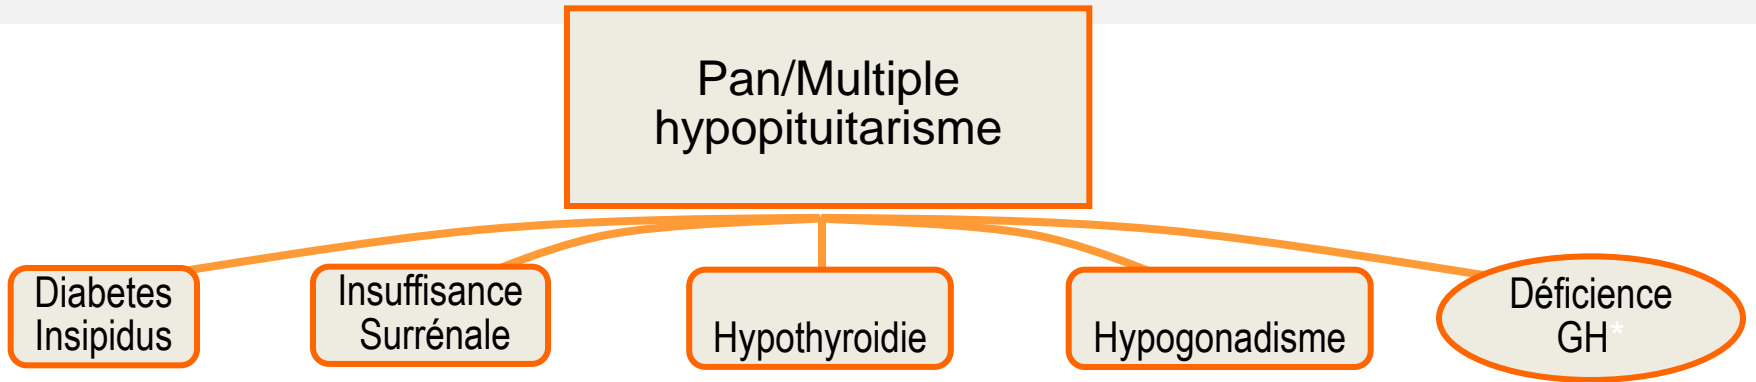 Pan/Multiple
hypopituitarisme
Diabetes
Insipidus
Insuffisance
Surrénale
Hypothyroidie
Hypogonadisme
Déficience
GH*